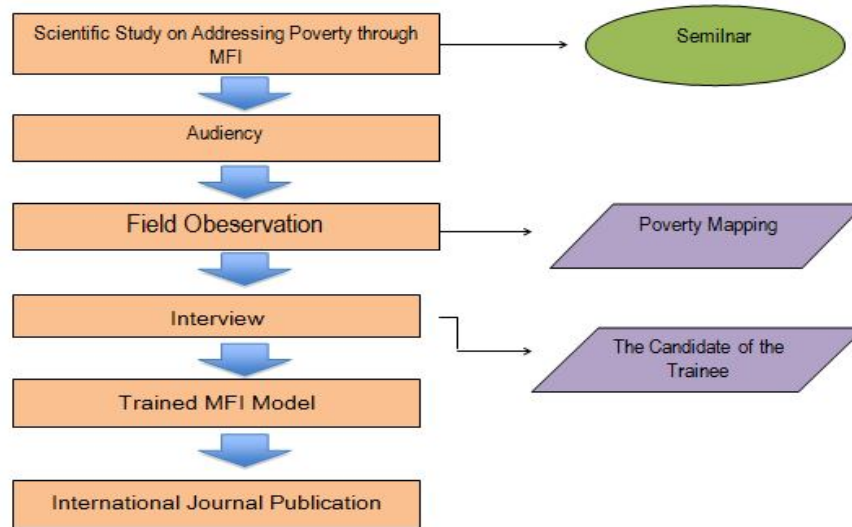 Scientific Study on Addressing Poverty through
MFI
Semilnar
Audiency
Field Obeservation
Poverty Mapping
Interview
The Candidate of the
Trainee
Trained MFI Model
International Journal Publication